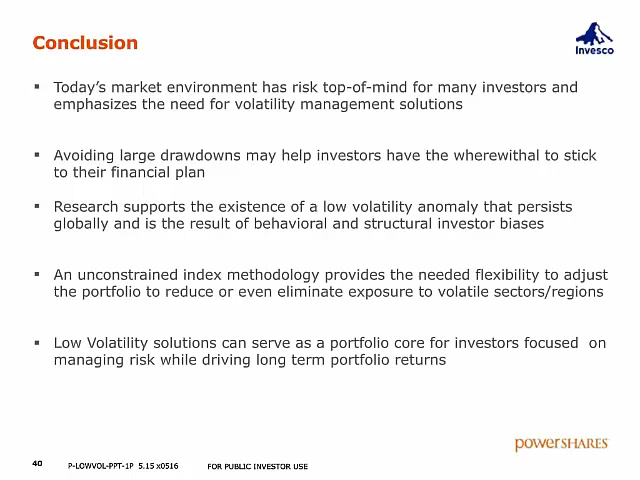 Conclusion
Invesco
▪ Today's market environment has risk top-of-mind for many investors and
emphasizes the need for volatility management solutions
▪ Avoiding large drawdowns may help investors have the wherewithal to stick
to their financial plan
▪ Research supports the existence of a low volatility anomaly that persists
globally and is the result of behavioral and structural investor biases
▪ An unconstrained index methodology provides the needed flexibility to adjust
the portfolio to reduce or even eliminate exposure to volatile sectors/regions
▪ Low Volatility solutions can serve as a portfolio core for investors focused on
managing risk while driving long term portfolio returns
powerSHARES
40 P-LOWVOL-PPT-1P 5.15 x0516 FOR PUBLIC INVESTOR USE